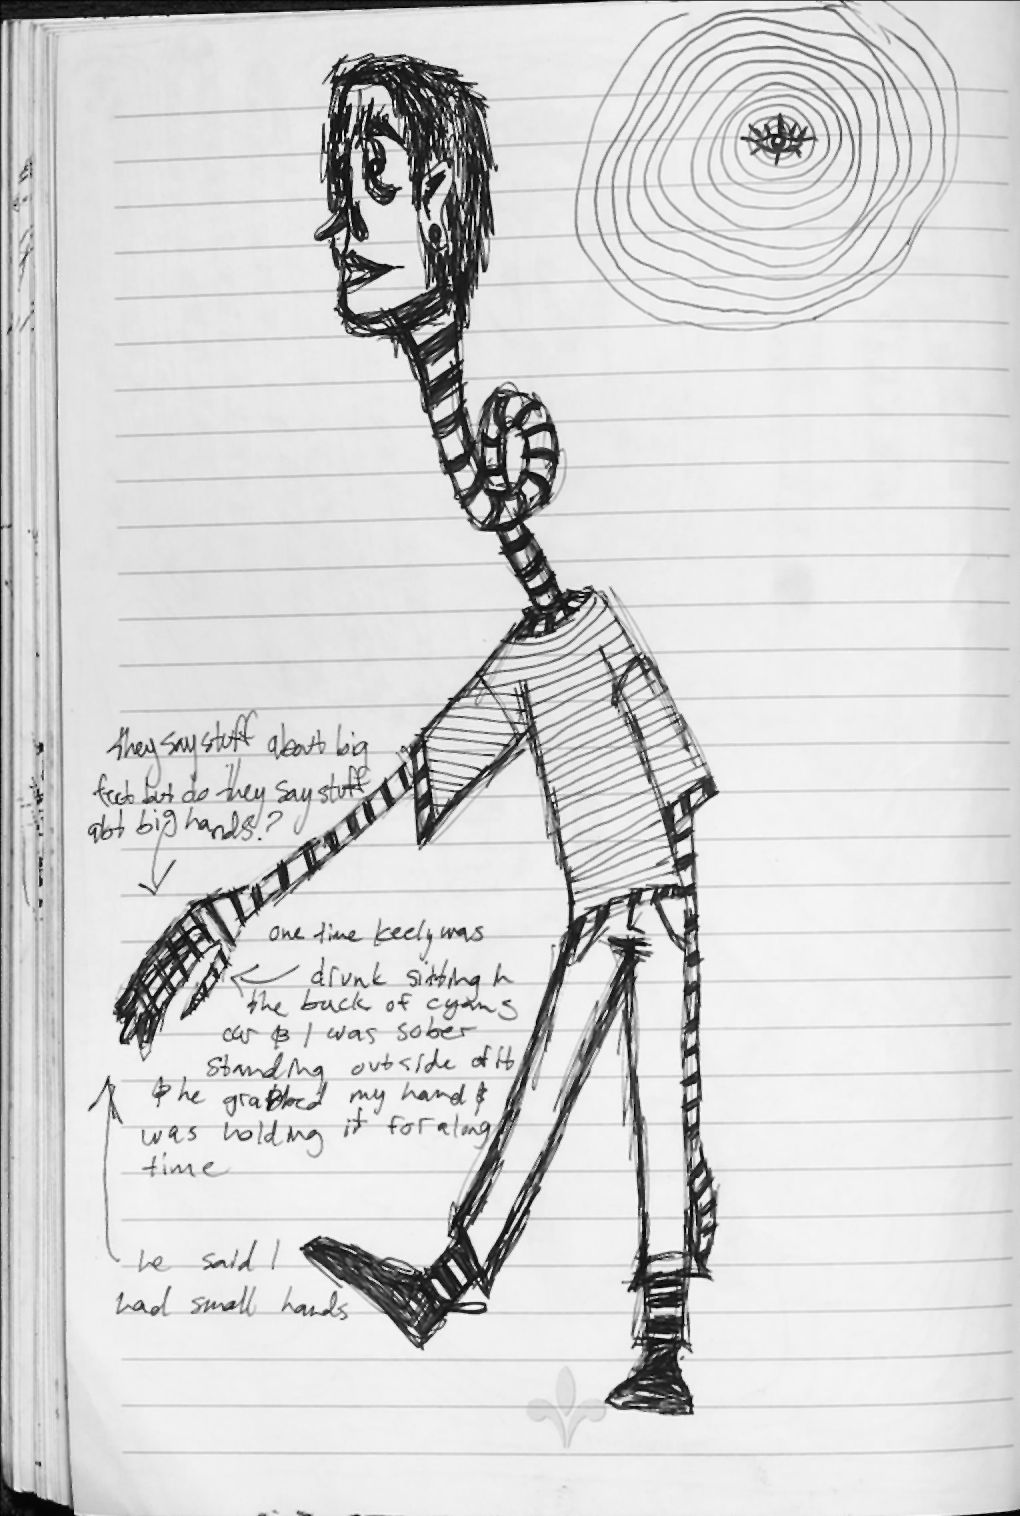 they say stuff about big
feet but do they say stuff
abt big hands?
one time keely was
drunk sitting in
the back of cyans
car & I was sober
standing outside of it
& he grabbed my hand &
was holding it for a long
time
he said I
had small hands